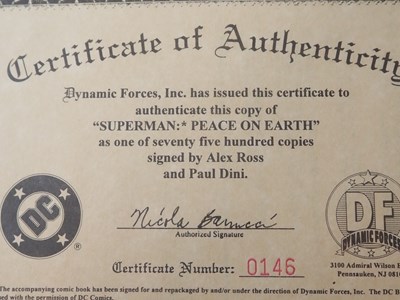 Certificate of Authenticity
Dynamic Forces, Inc. has issued this certificate to
authenticate this copy of
“SUPERMAN:* PEACE ON EARTH”
as one of seventy five hundred copies
signed by Alex Ross
and Paul Dini.
DC
DF
DYNAMIC FORCES
Authorized Signature
Certificate Number: 0146
3100 Admiral Wilson B
Pennsauken, NJ 0810
The accompanying comic book has been signed for and repackaged by and/or under the direction of Dynamic Forces, Inc. The DC B
sed with the permission of DC Comics.